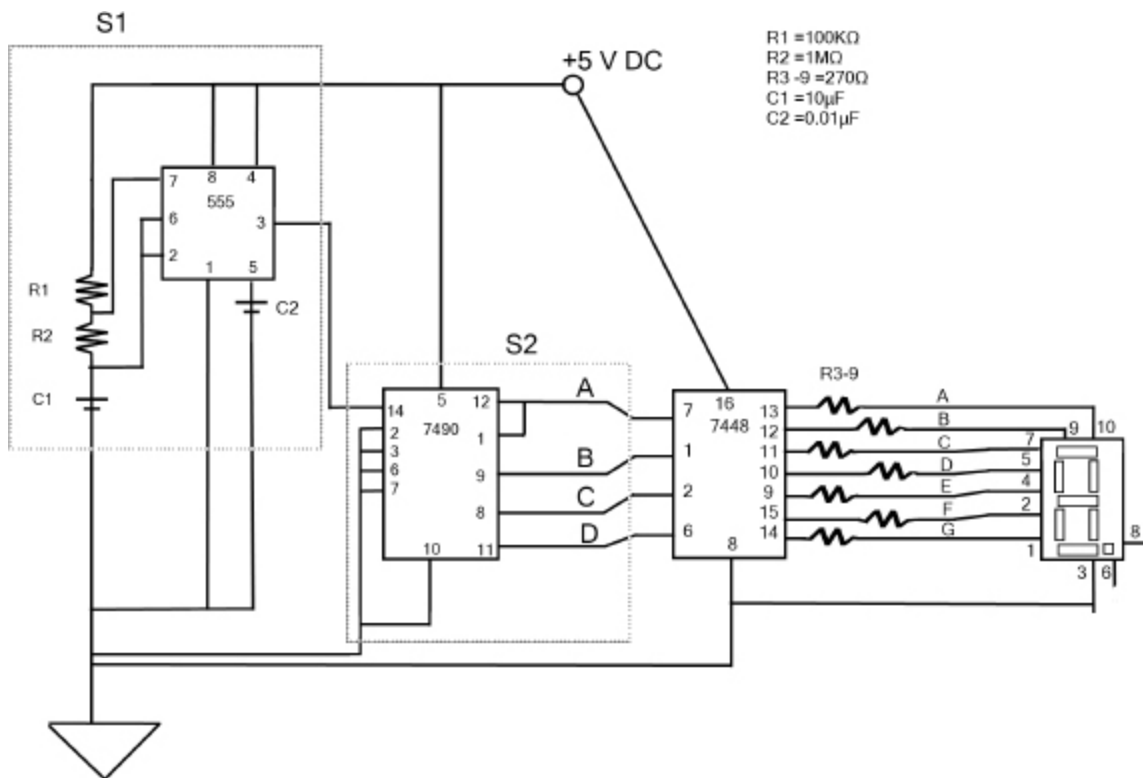 S1
+5 V DC
R1 =100KΩ
R2 =1MΩ
R3 -9 =270Ω
C1 =10µF
C2 =0.01µF
7
8
4
555
6
3
2
1
5
R1
R2
C1
C2
S2
14
5
12
2
7490
3
1
6
9
7
8
10
11
A
B
C
D
7
16
13
7448
12
1
11
10
2
9
15
6
14
8
R3-9
A
B
C
D
E
F
G
9
10
7
5
4
2
1
8
3
6